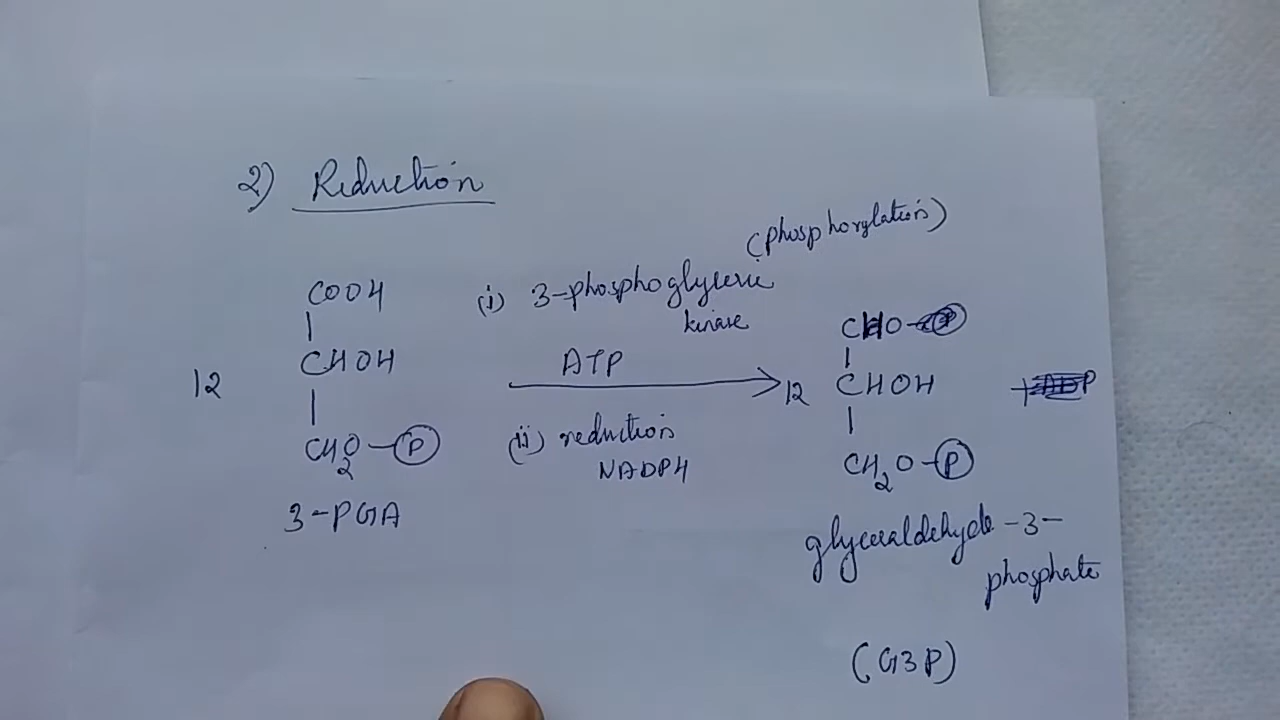 2) Reduction
(phosphorylation)
(i) 3-phosphoglyceric
kinase
COOH
CHO
12 CHOH
ATP
12 CHOH
(ii) reduction
NADPH
CH2O-P
CH2O-P
3-PGA
glyceraldehyde-3-
phosphate
(G3P)